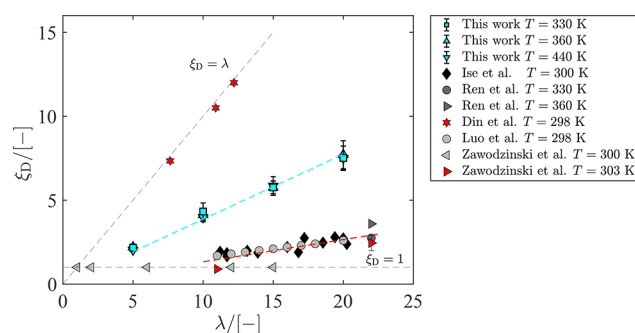 15
10
5
0
0
5
10
15
20
25
ξD/[−]
λ/[−]
ξD = λ
ξD = 1
This work T = 330 K
This work T = 360 K
This work T = 440 K
Ise et al. T = 300 K
Ren et al. T = 330 K
Ren et al. T = 360 K
Din et al. T = 298 K
Luo et al. T = 298 K
Zawodzinski et al. T = 300 K
Zawodzinski et al. T = 303 K